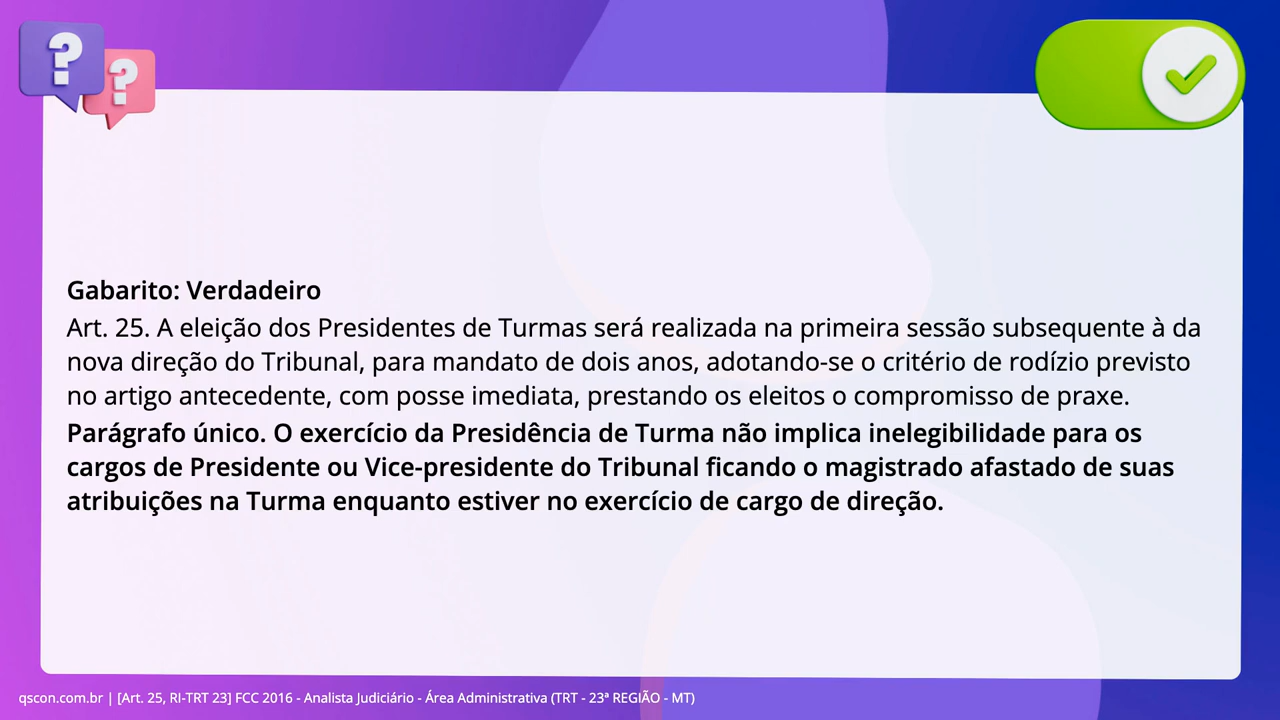 ? ?
Gabarito: Verdadeiro
Art. 25. A eleição dos Presidentes de Turmas será realizada na primeira sessão subsequente à da
nova direção do Tribunal, para mandato de dois anos, adotando-se o critério de rodízio previsto
no artigo antecedente, com posse imediata, prestando os eleitos o compromisso de praxe.
Parágrafo único. O exercício da Presidência de Turma não implica inelegibilidade para os
cargos de Presidente ou Vice-presidente do Tribunal ficando o magistrado afastado de suas
atribuições na Turma enquanto estiver no exercício de cargo de direção.
qscon.com.br | [Art. 25, RI-TRT 23] FCC 2016 - Analista Judiciário - Área Administrativa (TRT - 23ª REGIÃO - MT)